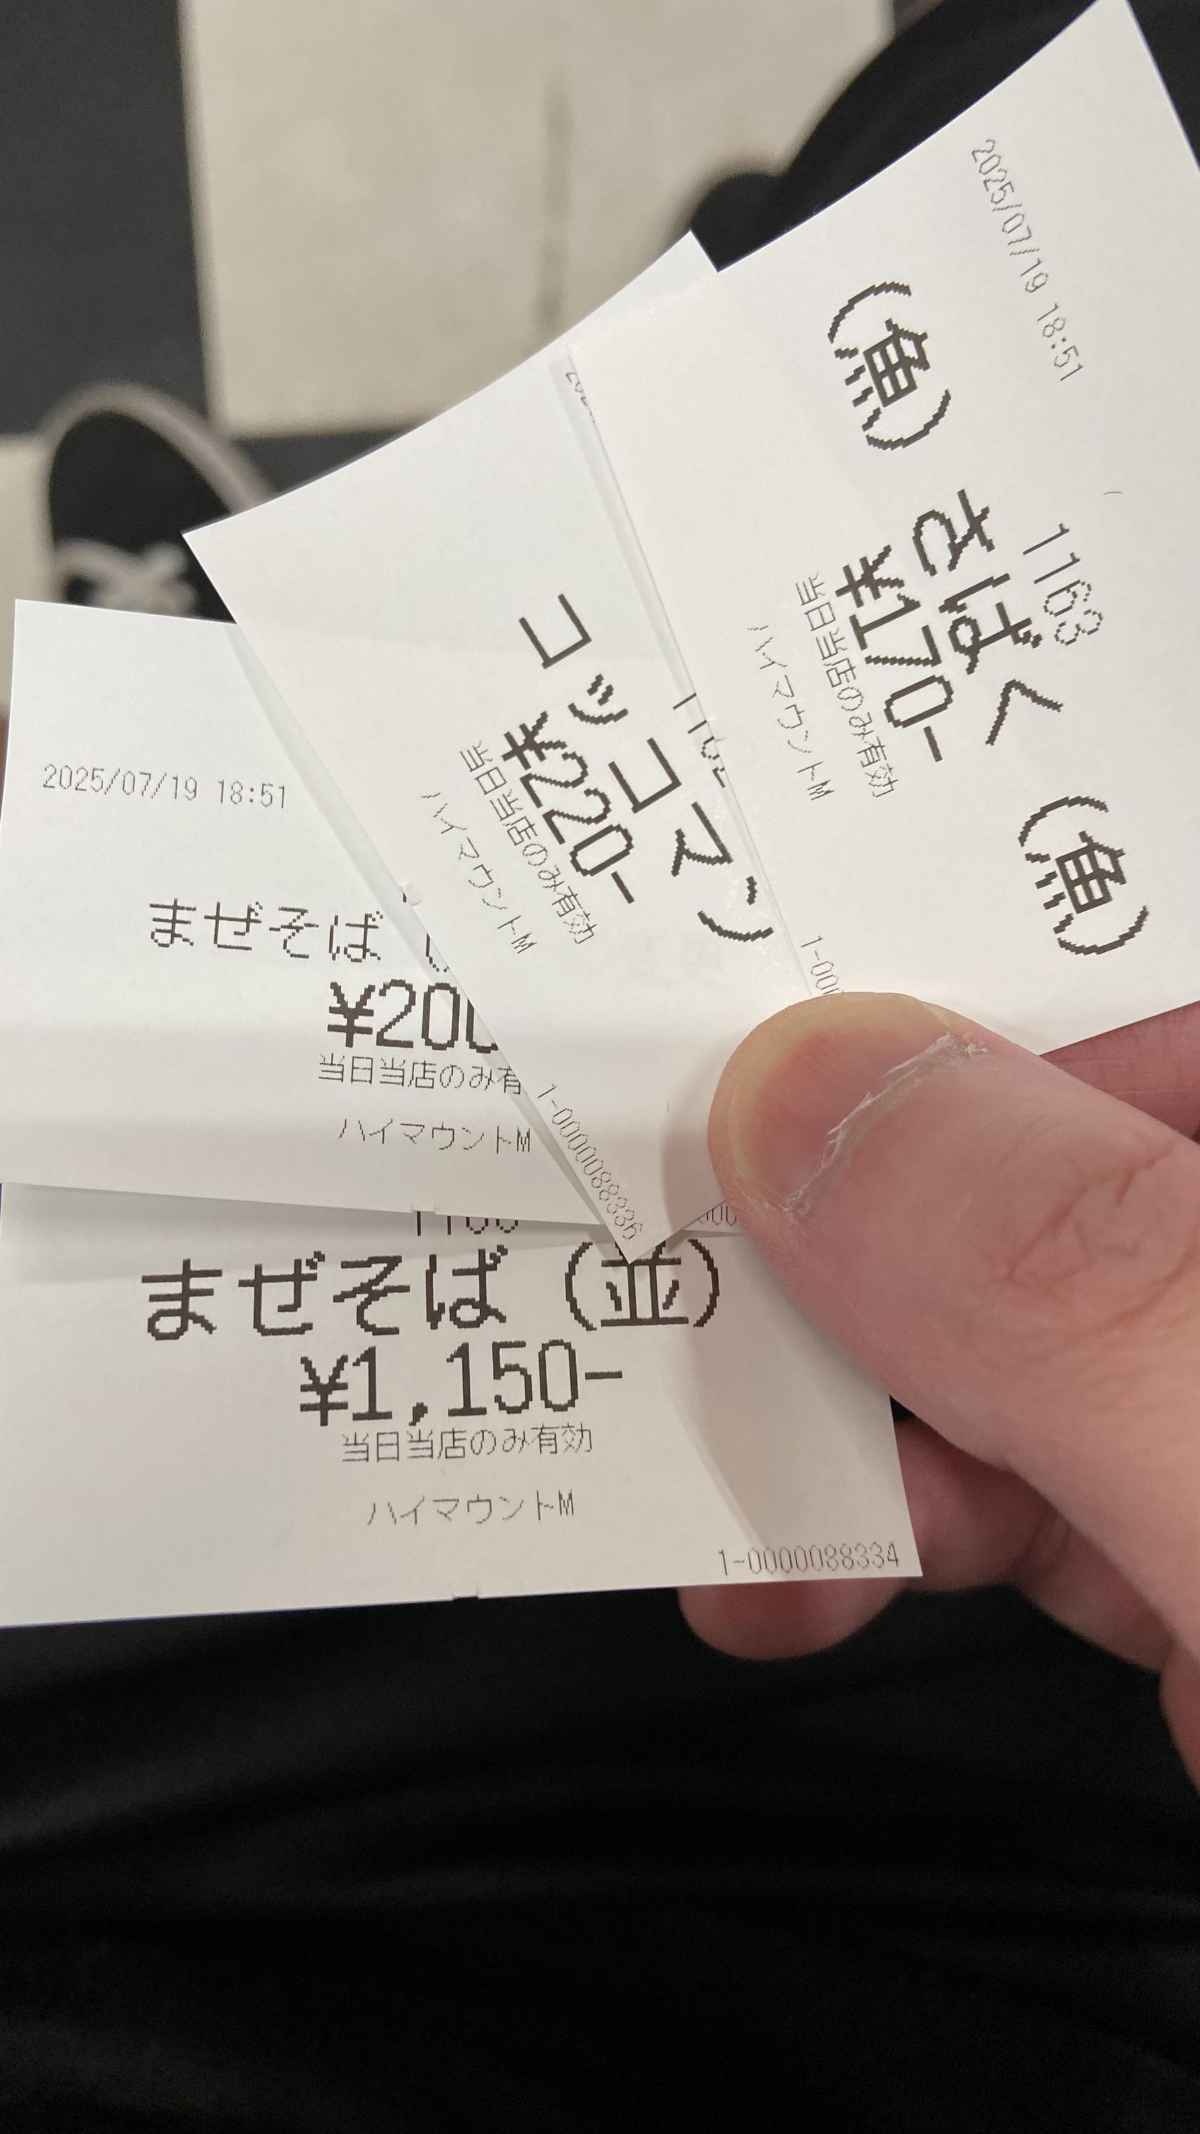 2025/07/19 18:51
1163
(魚) さばく (魚)
¥170-
当日当店のみ有効
ハイマウントM
コッコマン
¥220-
当日当店のみ有効
ハイマウントM
1-0000088336
2025/07/19 18:51
まぜそば
¥200
当日当店のみ有
ハイマウントM
まぜそば (並)
¥1,150-
当日当店のみ有効
ハイマウントM
1-0000088334